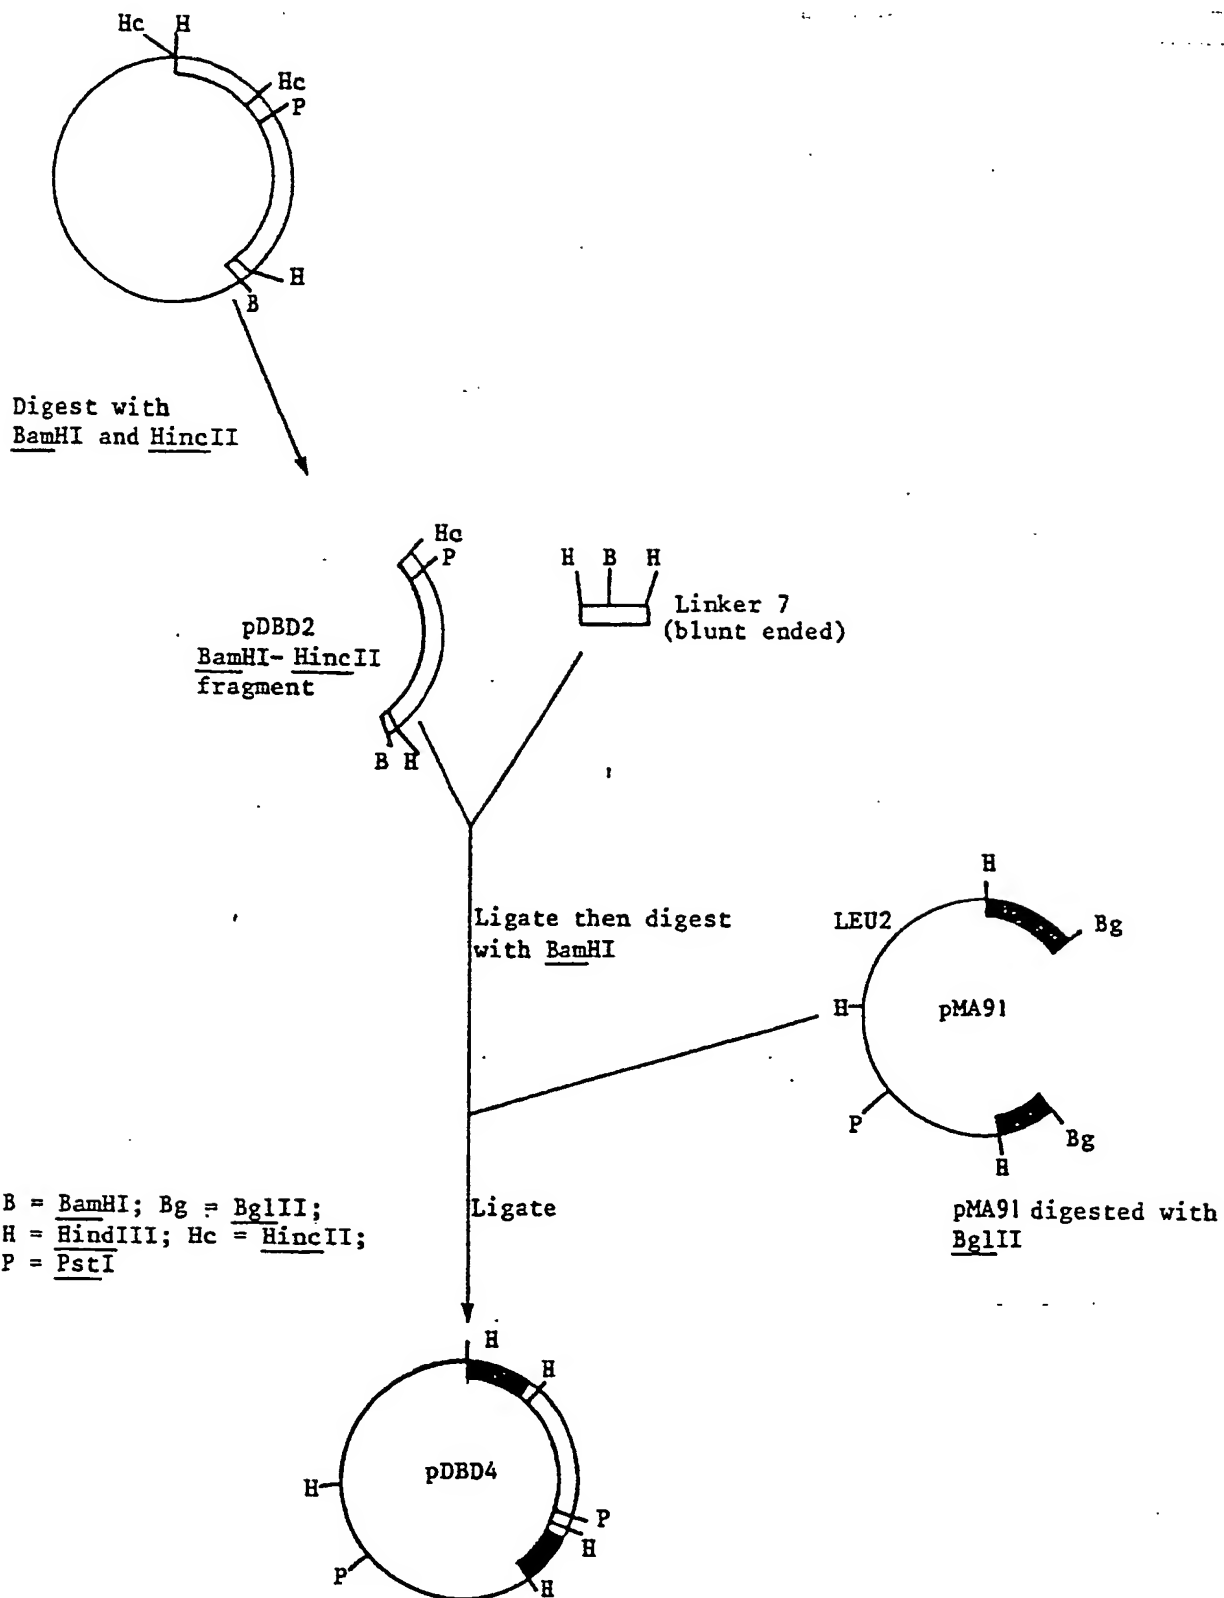 Hc H
Hc
P
H
B
Digest with
BamHI and HincII
Hc
P
pDBD2
BamHI- HincII
fragment
B H
H B H
Linker 7
(blunt ended)
Ligate then digest
with BamHI
H
LEU2
Bg
H
pMA91
P
Bg
H
pMA91 digested with
BglII
B = BamHI; Bg = BglII;
H = HindIII; Hc = HincII;
P = PstI
Ligate
H
H
H
pDBD4
P
H
P
H